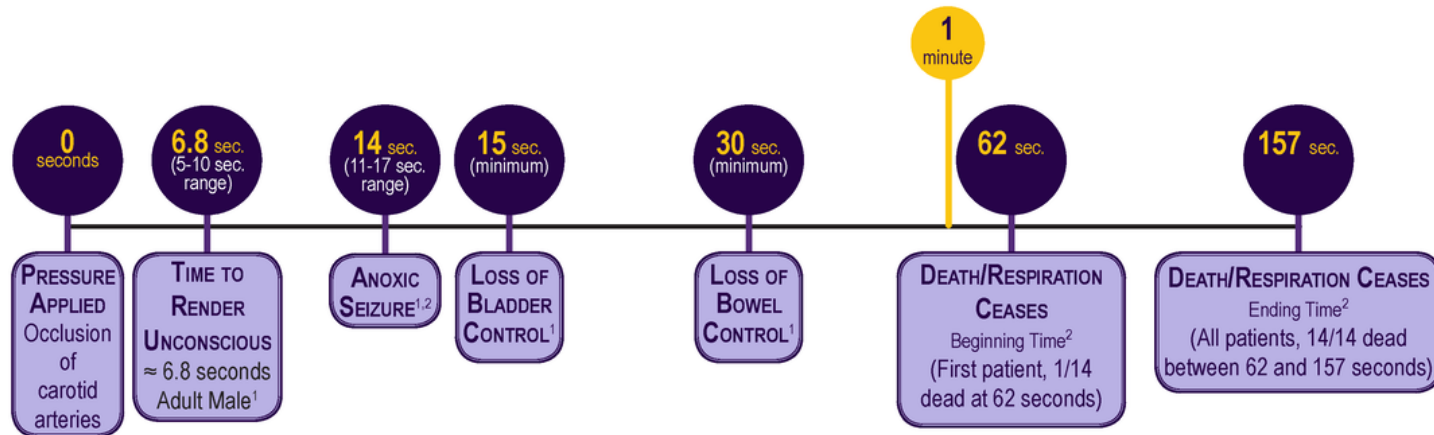 1
minute
0
seconds
6.8 sec.
(5-10 sec.
range)
14 sec.
(11-17 sec.
range)
15 sec.
(minimum)
30 sec.
(minimum)
62 sec.
157 sec.
PRESSURE
APPLIED
Occlusion
of
carotid
arteries
TIME TO
RENDER
UNCONSCIOUS
≈ 6.8 seconds
Adult Male¹
ANOXIC
SEIZURE¹,²
LOSS OF
BLADDER
CONTROL¹
LOSS OF
BOWEL
CONTROL¹
DEATH/RESPIRATION
CEASES
Beginning Time²
(First patient, 1/14
dead at 62 seconds)
DEATH/RESPIRATION CEASES
Ending Time²
(All patients, 14/14 dead
between 62 and 157 seconds)